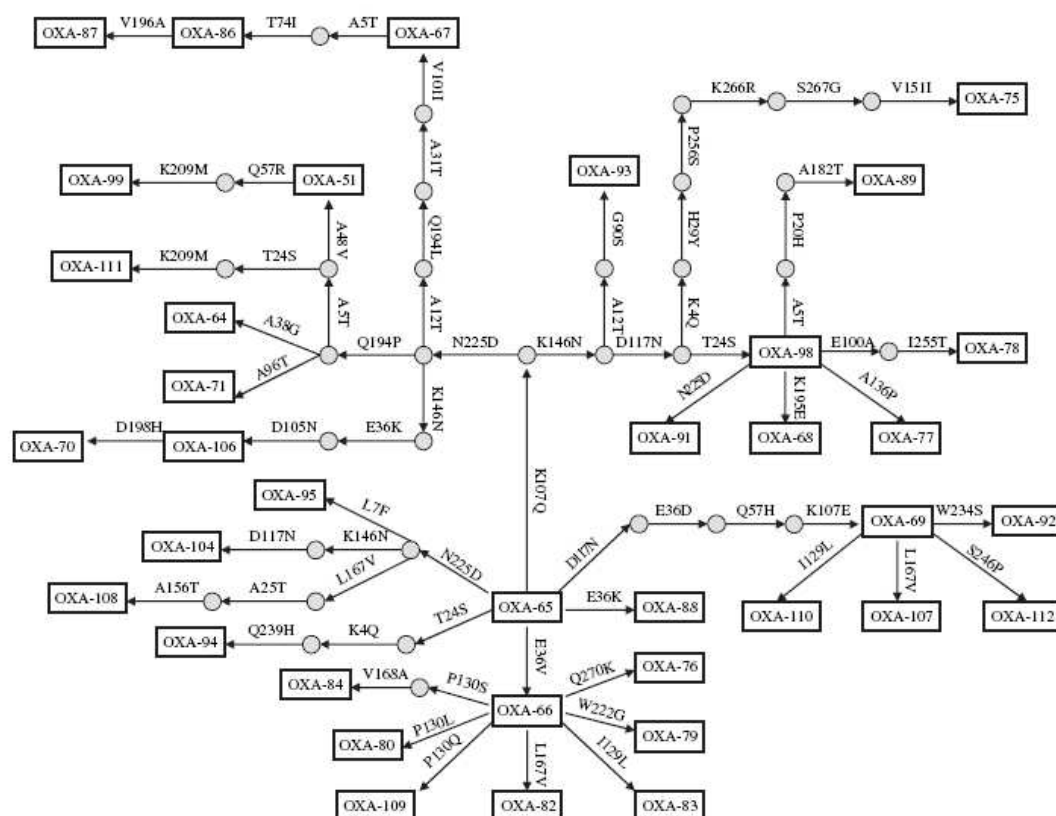 OXA-87 V196A OXA-86 T74I A5T OXA-67
V101I
K266R S267G V151I OXA-75
A31T
P256S
OXA-99 K209M Q57R OXA-51
OXA-93
A182T OXA-89
Q194L
A48V
G90S
H29Y
P20H
OXA-111 K209M T24S
A12T
A5T
A12T
K4Q
A5T
OXA-64 A38G
Q194P N225D K146N D117N T24S OXA-98 E100A I255T OXA-78
OXA-71 A96T
K146N
N225D K195E A136P
OXA-70 D198H OXA-106 D105N E36K
OXA-91 OXA-68 OXA-77
K107Q
OXA-95 L7F
E36D Q57H K107E OXA-69 W234S OXA-92
OXA-104 D117N K146N
N225D
D117N
I129L L167V S246P
L167V
OXA-108 A156T A25T
OXA-65 E36K OXA-88
OXA-110 OXA-107 OXA-112
T24S
OXA-94 Q239H K4Q
E36V
OXA-84 V168A P130S
Q270K OXA-76
OXA-66
W222G
OXA-80 P130L
OXA-79
P130Q L167V I129L
OXA-109 OXA-82 OXA-83